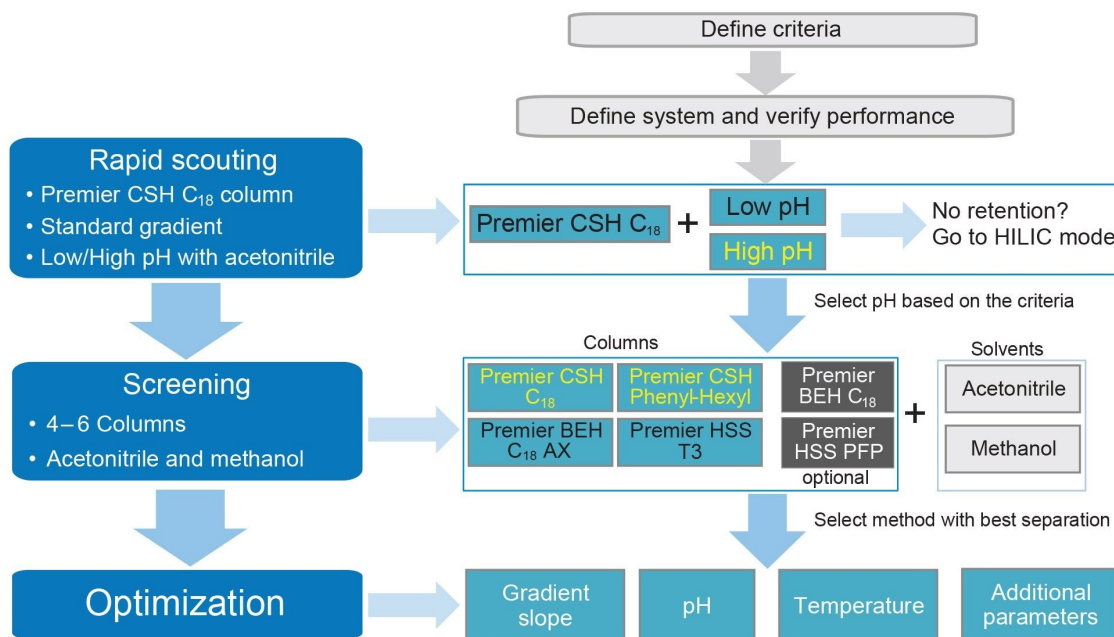 Define criteria
Define system and verify performance
Rapid scouting
• Premier CSH C₁₈ column
• Standard gradient
• Low/High pH with acetonitrile
Premier CSH C₁₈
+
Low pH
High pH
No retention?
Go to HILIC mode
Select pH based on the criteria
Screening
• 4–6 Columns
• Acetonitrile and methanol
Columns
Premier CSH
C₁₈
Premier CSH
Phenyl-Hexyl
Premier BEH
C₁₈ AX
Premier HSS
T3
Premier
BEH C₁₈
Premier
HSS PFP
optional
+
Solvents
Acetonitrile
Methanol
Select method with best separation
Optimization
Gradient
slope
pH
Temperature
Additional
parameters